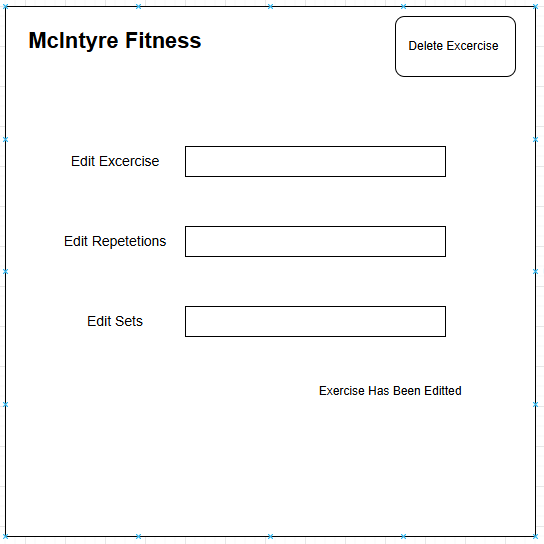 McIntyre Fitness
Delete Excercise
Edit Excercise
Edit Repetetions
Edit Sets
Exercise Has Been Editted